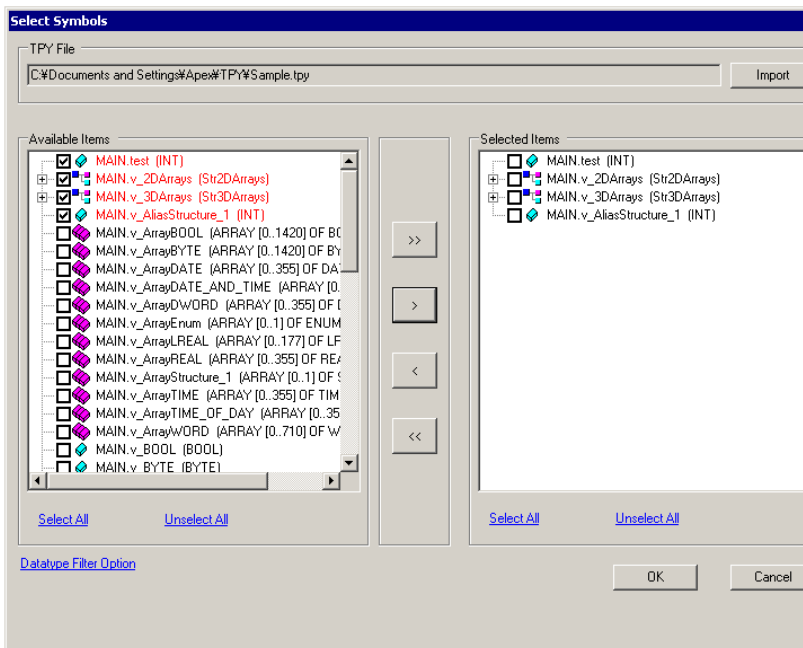 Select Symbols
TPY File
C:¥Documents and Settings¥Apex¥TPY¥Sample.tpy
Import
Available Items
MAIN.test (INT)
MAIN.v_2DArrays (Str2DArrays)
MAIN.v_3DArrays (Str3DArrays)
MAIN.v_AliasStructure_1 (INT)
MAIN.v_ArrayBOOL (ARRAY [0..1420] OF BO
MAIN.v_ArrayBYTE (ARRAY [0..1420] OF BY
MAIN.v_ArrayDATE (ARRAY [0..355] OF DA
MAIN.v_ArrayDATE_AND_TIME (ARRAY [0.
MAIN.v_ArrayDWORD (ARRAY [0..355] OF D
MAIN.v_ArrayEnum (ARRAY [0..1] OF ENUM
MAIN.v_ArrayLREAL (ARRAY [0..177] OF LF
MAIN.v_ArrayREAL (ARRAY [0..355] OF REA
MAIN.v_ArrayStructure_1 (ARRAY [0..1] OF S
MAIN.v_ArrayTIME (ARRAY [0..355] OF TIM
MAIN.v_ArrayTIME_OF_DAY (ARRAY [0..35
MAIN.v_ArrayWORD (ARRAY [0..710] OF W
MAIN.v_BOOL (BOOL)
MAIN.v_BYTE (BYTE)
Select All
Unselect All
>>
>
<
<<
Selected Items
MAIN.test (INT)
MAIN.v_2DArrays (Str2DArrays)
MAIN.v_3DArrays (Str3DArrays)
MAIN.v_AliasStructure_1 (INT)
Select All
Unselect All
Datatype Filter Option
OK
Cancel